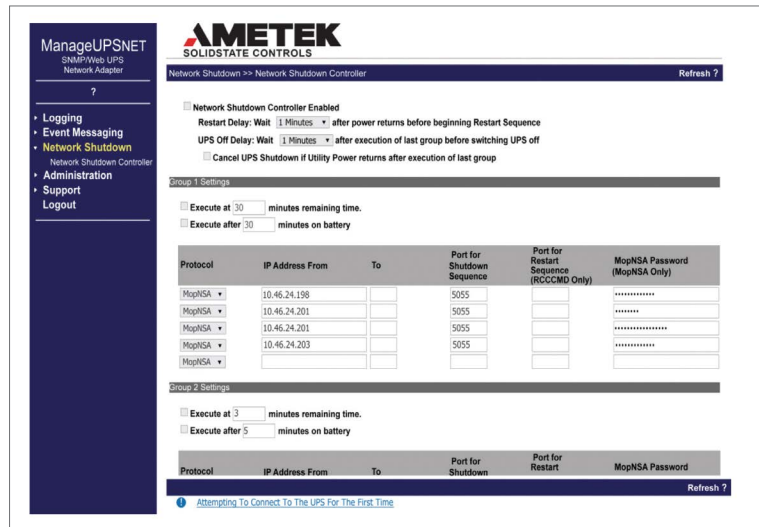 ManageUPSNET
SNMP/Web UPS
Network Adapter
?
Logging
Event Messaging
Network Shutdown
Network Shutdown Controller
Administration
Support
Logout
AMETEK
SOLIDSTATE CONTROLS
Network Shutdown >> Network Shutdown Controller Refresh ?
Network Shutdown Controller Enabled
Restart Delay: Wait 1 Minutes after power returns before beginning Restart Sequence
UPS Off Delay: Wait 1 Minutes after execution of last group before switching UPS off
Cancel UPS Shutdown if Utility Power returns after execution of last group
Group 1 Settings
Execute at 30 minutes remaining time.
Execute after 30 minutes on battery
Protocol IP Address From To Port for Shutdown Sequence Port for Restart Sequence (RCCCMD Only) MopNSA Password (MopNSA Only)
MopNSA 10.46.24.198 5055 •••••••••••••
MopNSA 10.46.24.201 5055 ••••••••
MopNSA 10.46.24.201 5055 •••••••••••••••••
MopNSA 10.46.24.203 5055 •••••••••••••
MopNSA
Group 2 Settings
Execute at 3 minutes remaining time.
Execute after 5 minutes on battery
Protocol IP Address From To Port for Shutdown Port for Restart MopNSA Password
Refresh ?
Attempting To Connect To The UPS For The First Time